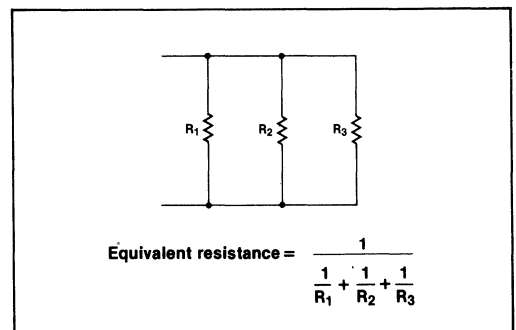 R1 R2 R3
Equivalent resistance = 1
1 + 1 + 1
R1 R2 R3